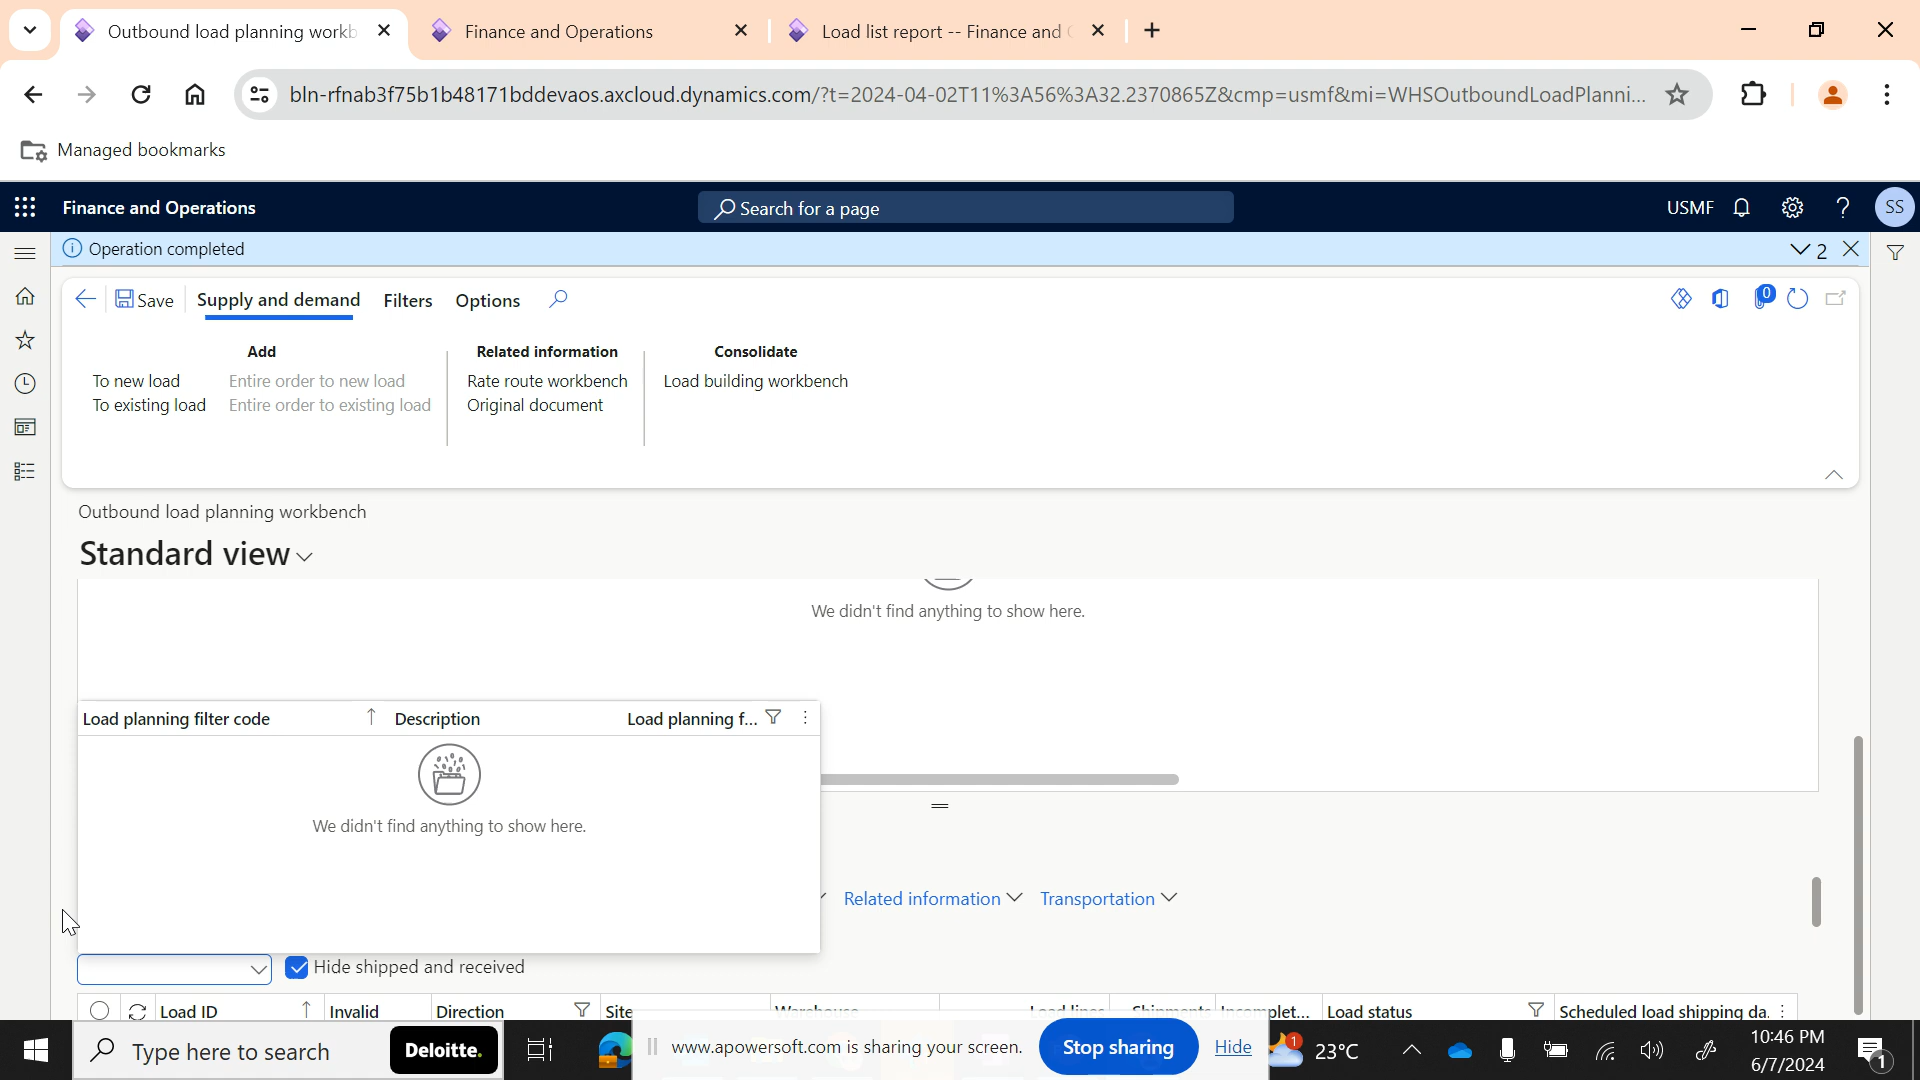 Outbound load planning workb
Finance and Operations
Load list report -- Finance and
bln-rfnab3f75b1b48171bddevaos.axcloud.dynamics.com/?t=2024-04-02T11%3A56%3A32.2370865Z&cmp=usmf&mi=WHSOutboundLoadPlanni...
Managed bookmarks
Finance and Operations
Search for a page
USMF
SS
Operation completed
2
Save
Supply and demand
Filters
Options
0
Add
Related information
Consolidate
To new load
Entire order to new load
Rate route workbench
Load building workbench
To existing load
Entire order to existing load
Original document
Outbound load planning workbench
Standard view
We didn't find anything to show here.
Load planning filter code
Description
Load planning f...
We didn't find anything to show here.
Related information
Transportation
Hide shipped and received
Load ID
Invalid
Direction
Site
Warehouse
Load lines
Shipments
Incomplet...
Load status
Scheduled load shipping da.
Type here to search
Deloitte.
www.apowersoft.com is sharing your screen.
Stop sharing
Hide
1
23°C
10:46 PM
6/7/2024
1